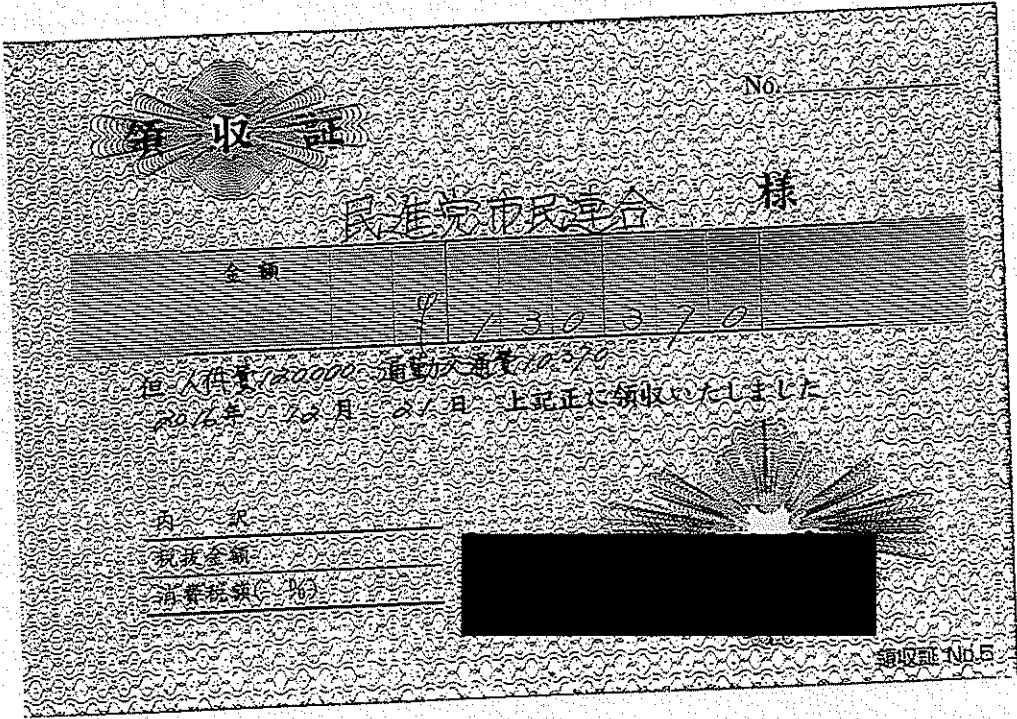 No.
領収証
民進党市民連合 様
金額
¥130370
但 人件費120000 通勤交通費10370
2016年 12月 21日 上記正に領収いたしました
内訳
税抜金額
消費税額( %)
領収証 No.5